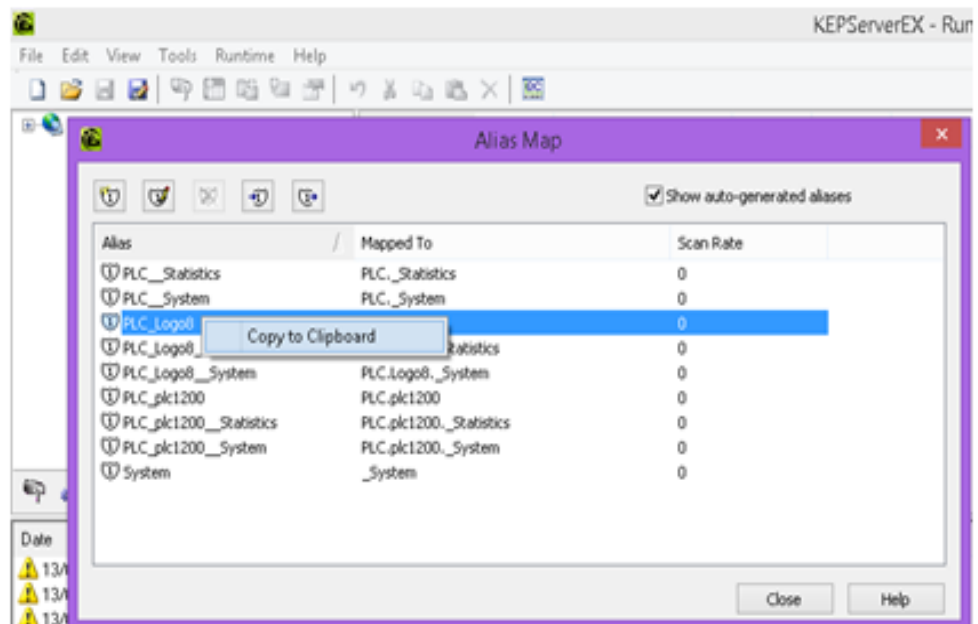 KEPServerEX - Run
File Edit View Tools Runtime Help
Alias Map
Show auto-generated aliases
Alias / Mapped To Scan Rate
PLC__Statistics PLC._Statistics 0
PLC__System PLC._System 0
PLC_Logo8 0
Copy to Clipboard
PLC_Logo8_ tatistics 0
PLC_Logo8__System PLC.Logo8._System 0
PLC_plc1200 PLC.plc1200 0
PLC_plc1200__Statistics PLC.plc1200._Statistics 0
PLC_plc1200__System PLC.plc1200._System 0
System _System 0
Date
13/
13/
13/
Close Help